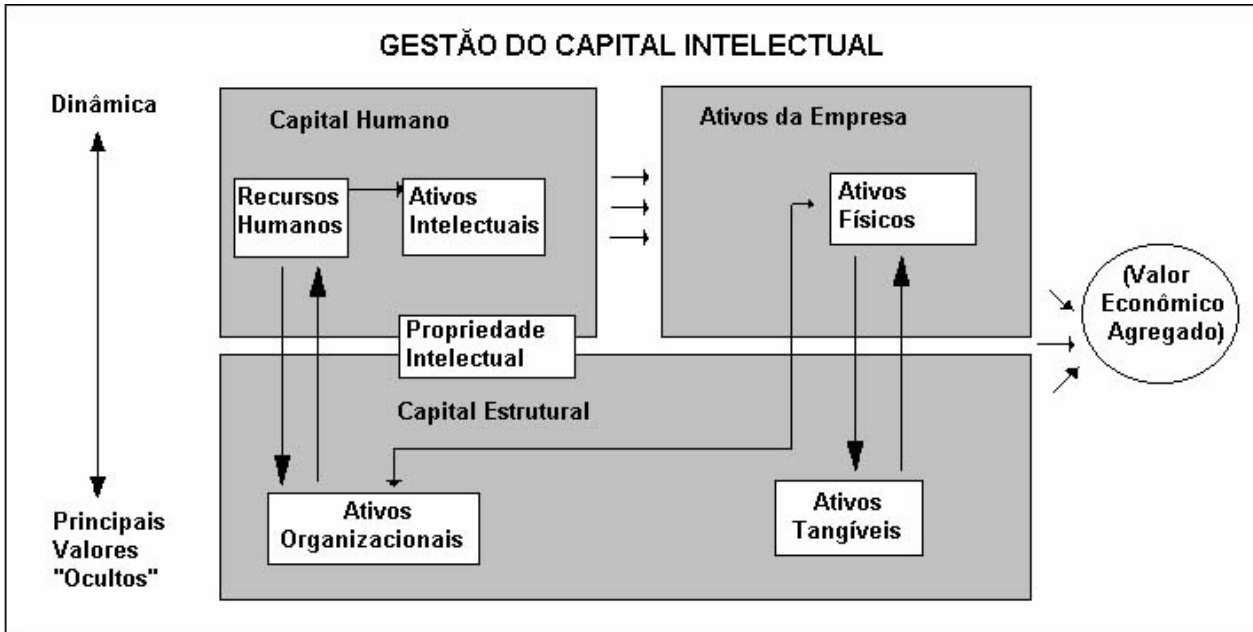 GESTÃO DO CAPITAL INTELECTUAL
Dinâmica
Capital Humano
Ativos da Empresa
Recursos
Humanos
Ativos
Intelectuais
Ativos
Físicos
(Valor
Econômico
Agregado)
Propriedade
Intelectual
Capital Estrutural
Ativos
Organizacionais
Ativos
Tangíveis
Principais
Valores
"Ocultos"